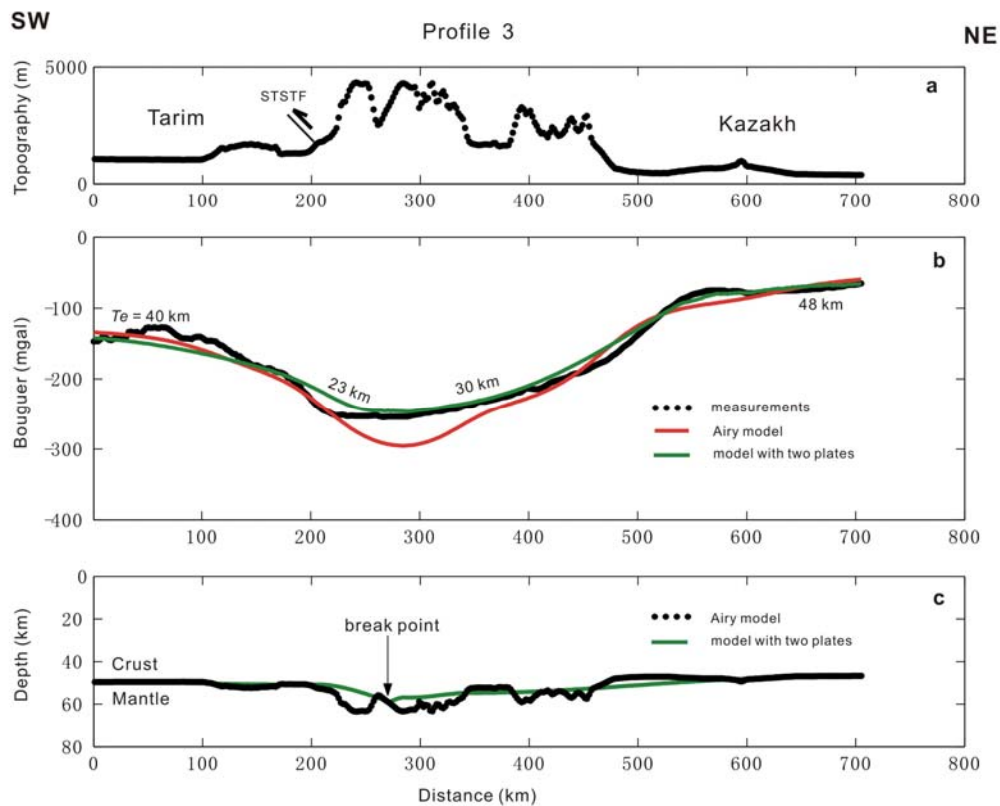 SW
Profile 3
NE
Topography (m)
5000
0
a
STSTF
Tarim
Kazakh
0 100 200 300 400 500 600 700 800
Bouguer (mgal)
0
-100
-200
-300
-400
b
Te = 40 km
23 km
30 km
48 km
measurements
Airy model
model with two plates
100 200 300 400 500 600 700 800
Depth (km)
0
20
40
60
80
c
break point
Airy model
model with two plates
Crust
Mantle
0 100 200 300 400 500 600 700 800
Distance (km)